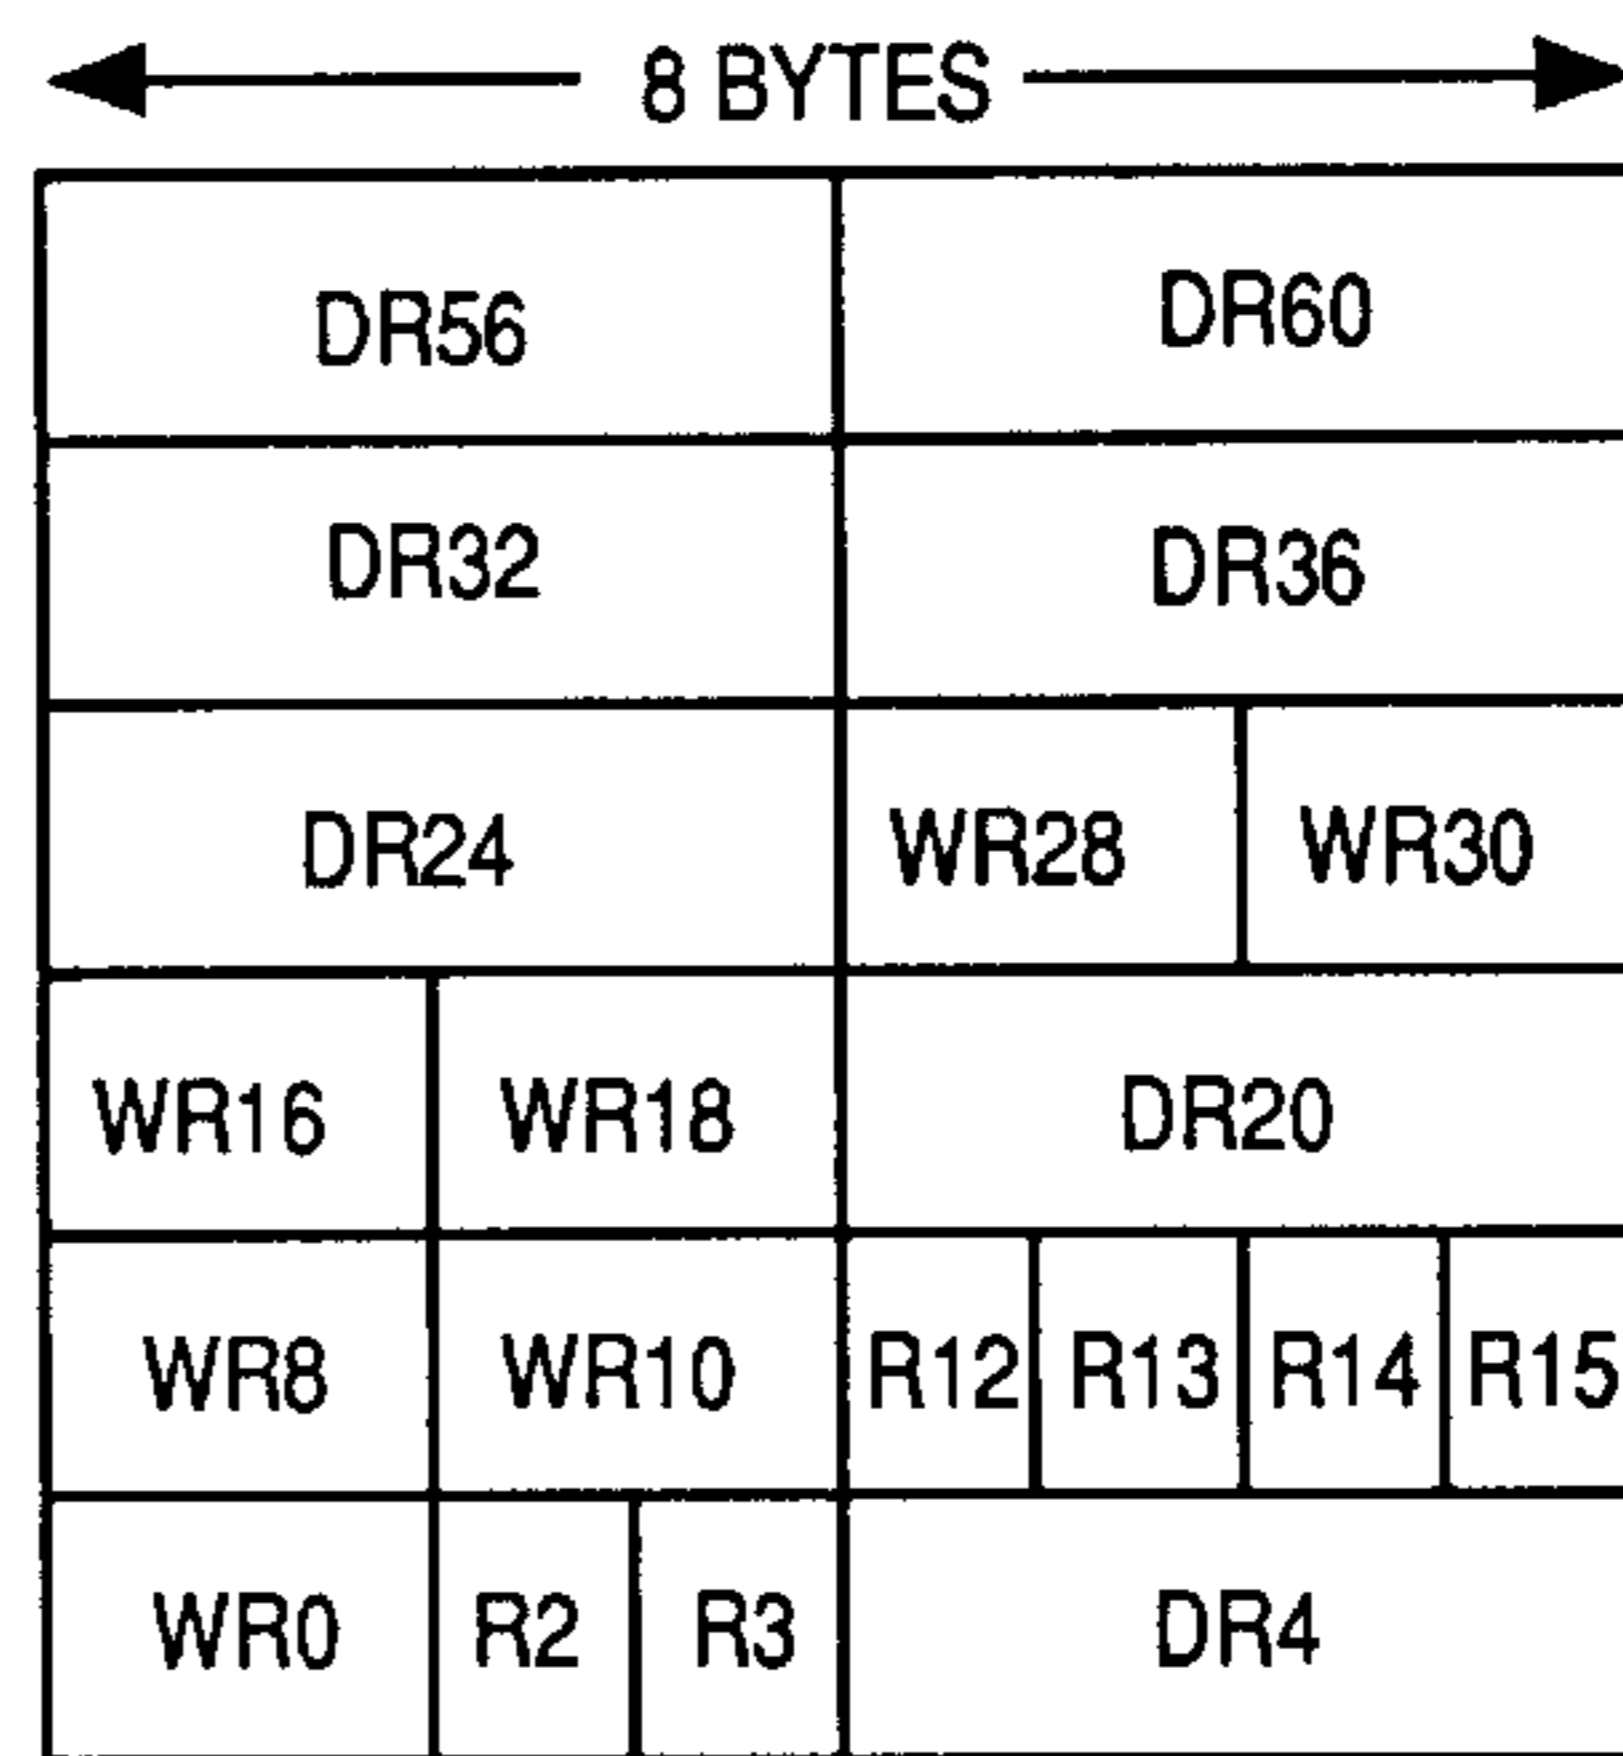 8 BYTES
DR56 DR60
DR32 DR36
DR24 WR28 WR30
WR16 WR18 DR20
WR8 WR10 R12 R13 R14 R15
WR0 R2 R3 DR4